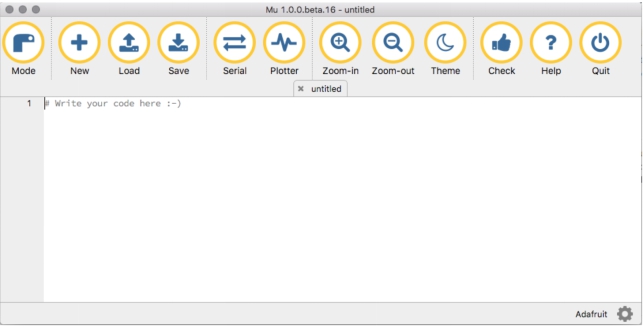 Mu 1.0.0.beta.16 - untitled
Mode New Load Save Serial Plotter Zoom-in Zoom-out Theme Check Help Quit
untitled
1 # Write your code here :-)
Adafruit